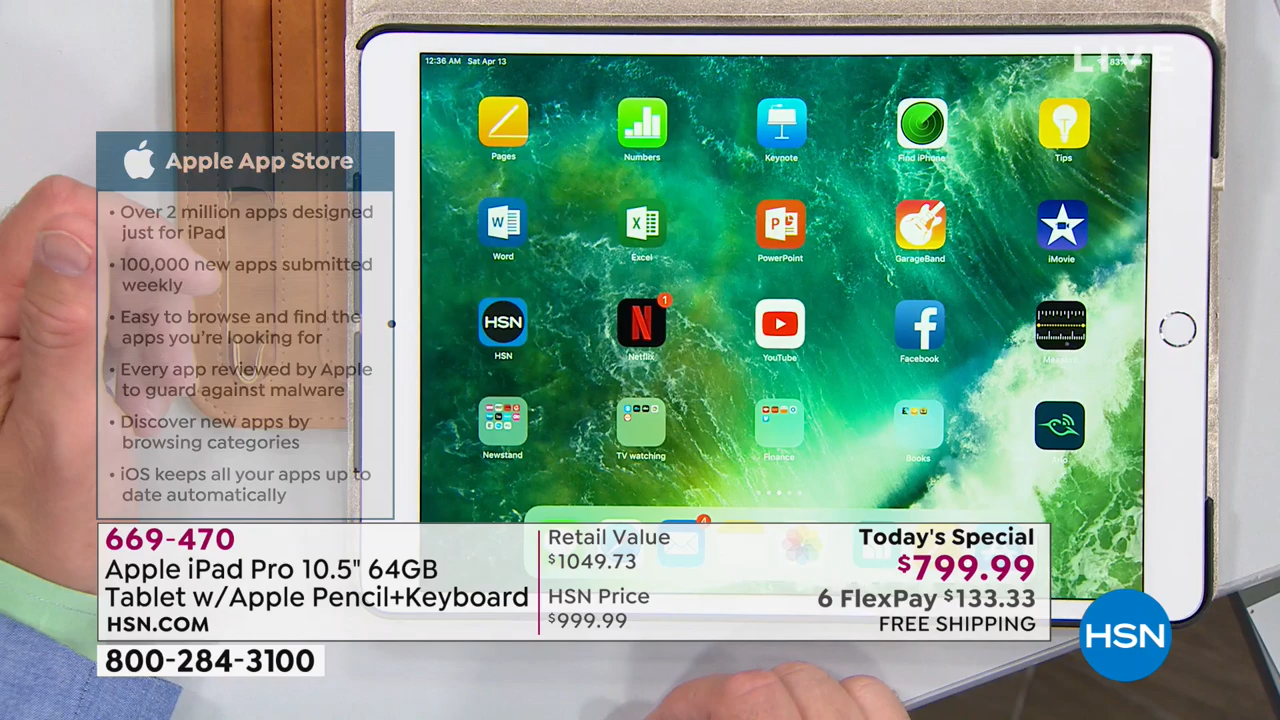 LIVE
12:36 AM Sat Apr 13
83%
Pages
Numbers
Keynote
Find iPhone
Tips
Word
Excel
PowerPoint
GarageBand
iMovie
HSN
HSN
1
Netflix
YouTube
Facebook
Measure
Newstand
TV watching
Finance
Books
Arlo
4
Apple App Store
• Over 2 million apps designed
just for iPad
• 100,000 new apps submitted
weekly
• Easy to browse and find the
apps you're looking for
• Every app reviewed by Apple
to guard against malware
• Discover new apps by
browsing categories
• iOS keeps all your apps up to
date automatically
669-470
Apple iPad Pro 10.5" 64GB
Tablet w/Apple Pencil+Keyboard
HSN.COM
Retail Value
$1049.73
HSN Price
$999.99
Today's Special
$799.99
6 FlexPay $133.33
FREE SHIPPING
800-284-3100
HSN